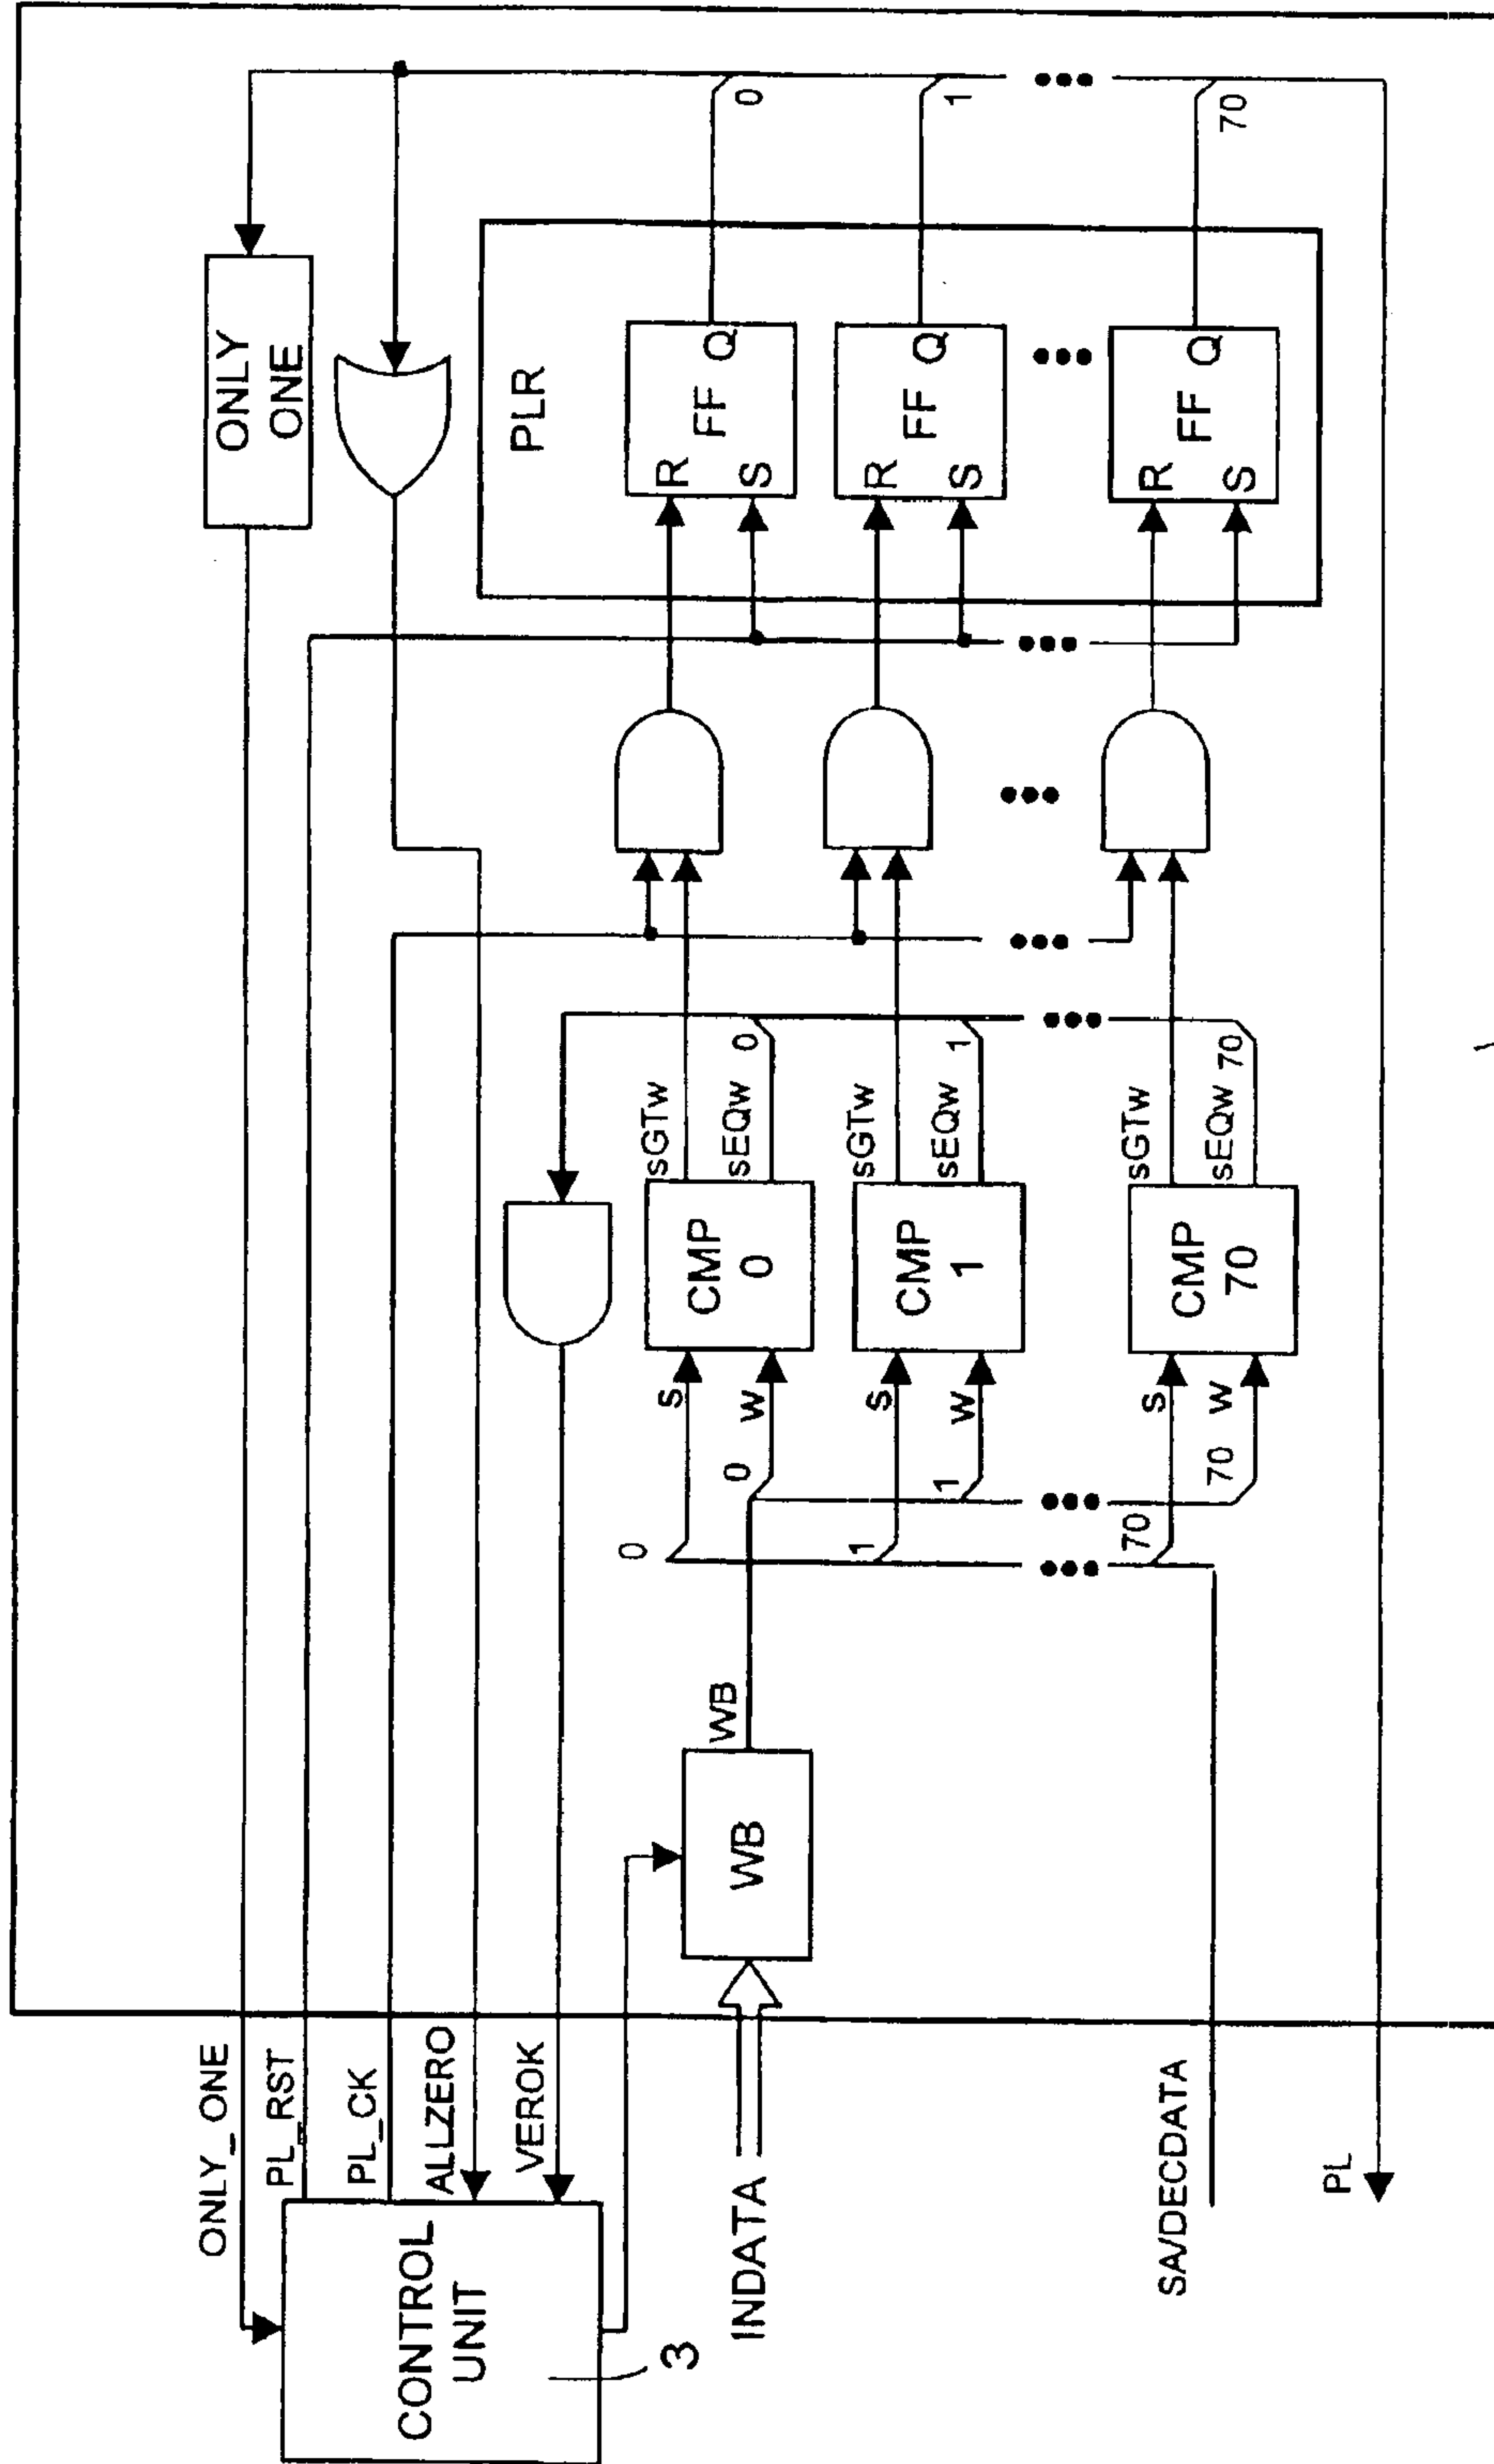 ONLY_ONE
PL_RST
PL_CK
ALLZERO
VEROK
CONTROL
UNIT
3
INDATA
SA/DECDATA
PL
WB
WB
0
1
70
0
1
70
S
W
CMP
0
sGTw
sEQw
0
S
W
CMP
1
sGTw
sEQw
1
S
W
CMP
70
sGTw
sEQw
70
ONLY
ONE
PLR
R
S
FF
Q
0
R
S
FF
Q
1
R
S
FF
Q
70